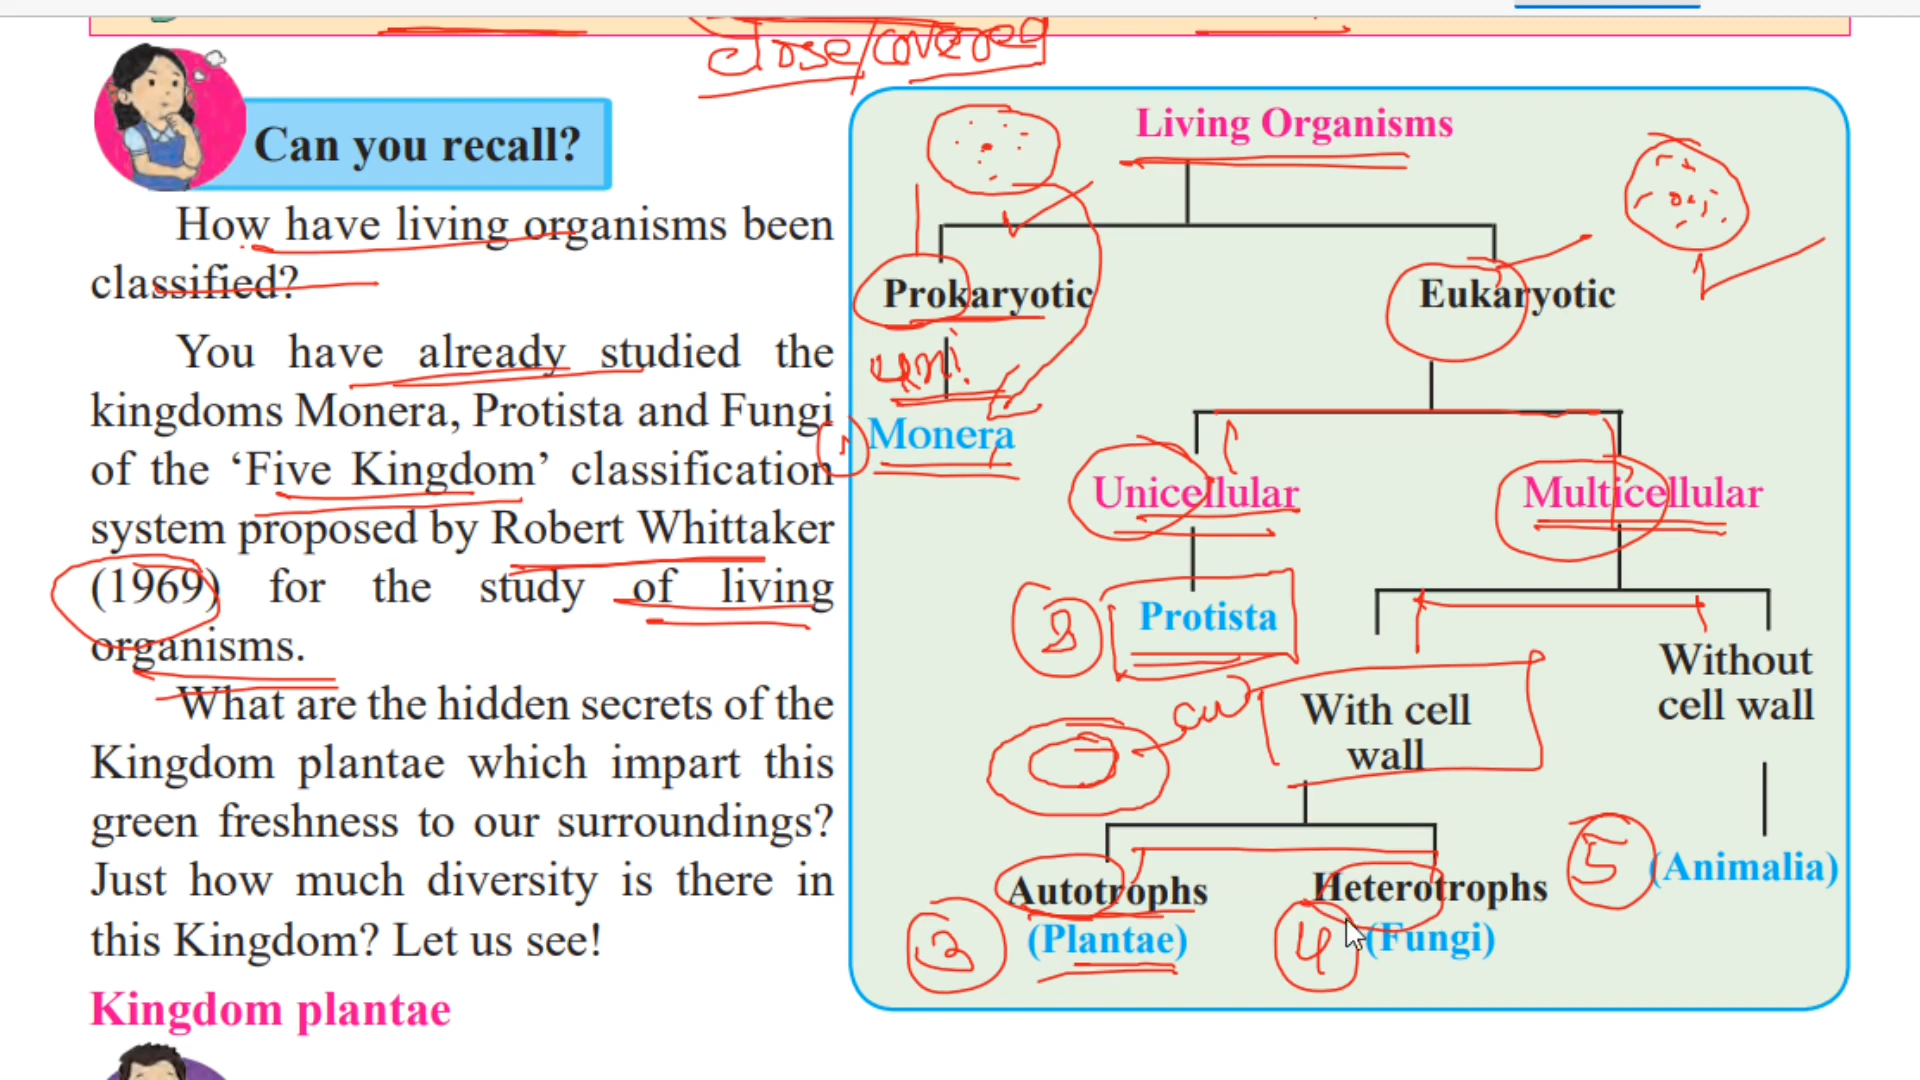 close/covered
Can you recall?
How have living organisms been
classified?
You have already studied the
kingdoms Monera, Protista and Fungi
of the ‘Five Kingdom’ classification
system proposed by Robert Whittaker
(1969) for the study of living
organisms.
What are the hidden secrets of the
Kingdom plantae which impart this
green freshness to our surroundings?
Just how much diversity is there in
this Kingdom? Let us see!
Kingdom plantae
Living Organisms
Prokaryotic
Eukaryotic
uni
1
Monera
Unicellular
Multicellular
2
Protista
With cell
wall
Without
cell wall
cw
Autotrophs
(Plantae)
3
Heterotrophs
(Fungi)
4
5
(Animalia)